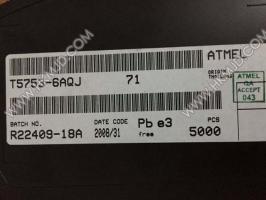 ATMEL
T5753-6AQJ 71
ORIGIN
ATMEL
QA
ACCEPT
043
BATCH NO. DATE CODE Pb e3 PCS
R22409-18A 2008/31 free 5000